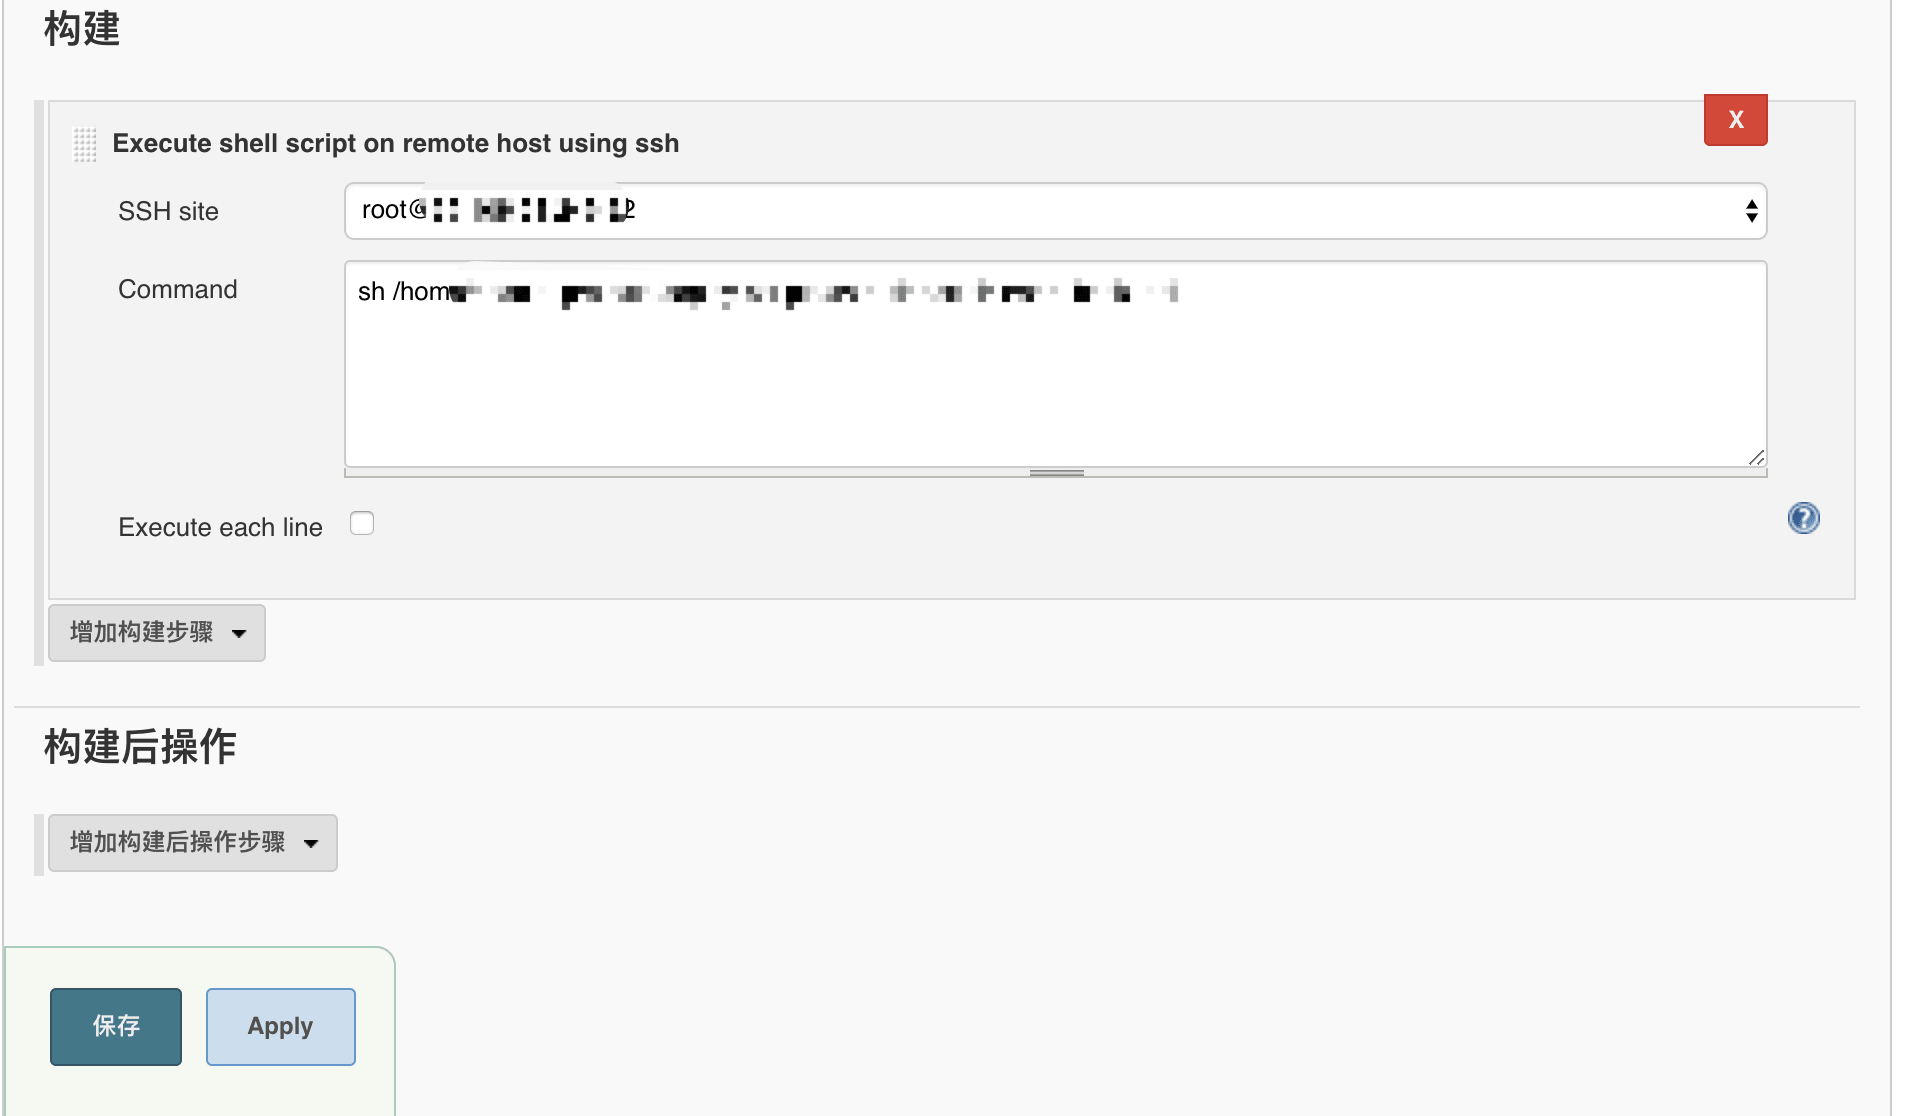 构建
X
Execute shell script on remote host using ssh
SSH site
root@
Command
sh /hom
Execute each line
?
增加构建步骤
构建后操作
增加构建后操作步骤
保存
Apply